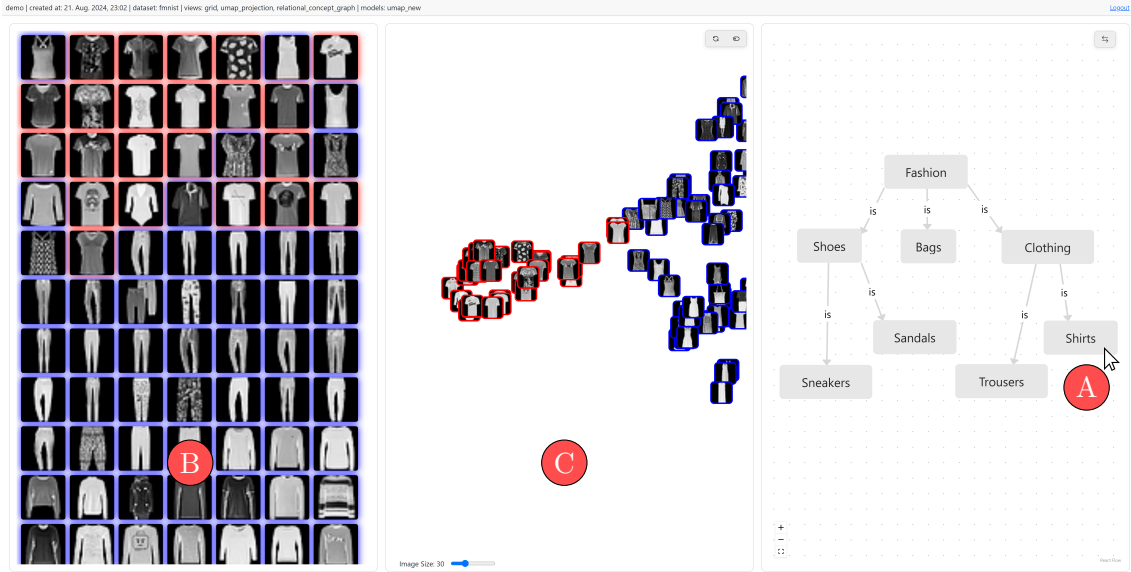 demo | created at: 21. Aug. 2024, 23:02 | dataset: fmnist | views: grid, umap_projection, relational_concept_graph | models: umap_new
Logout
Fashion
is
is
is
Shoes
Bags
Clothing
is
is
is
is
Sandals
Shirts
Sneakers
Trousers
A
B
C
Image Size: 30
React Flow